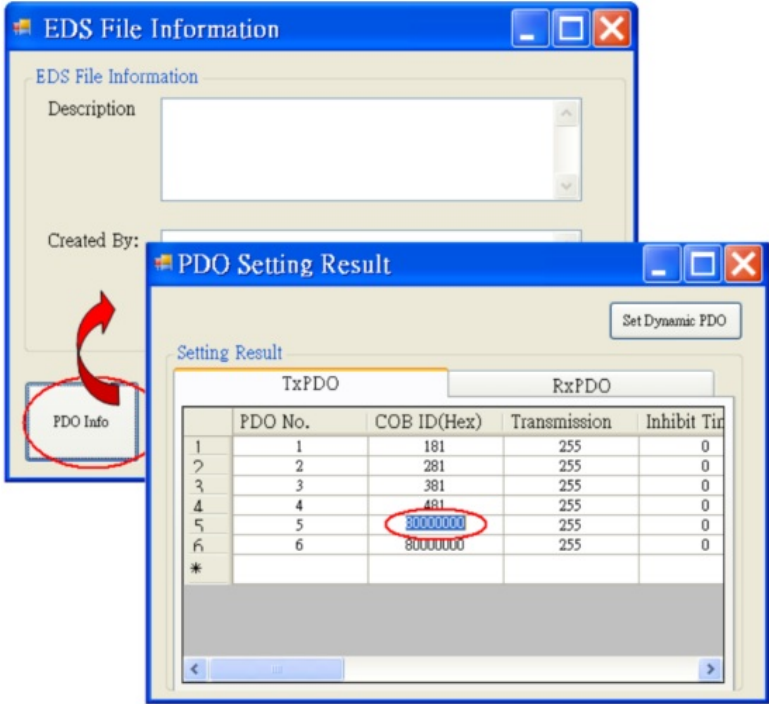 EDS File Information
EDS File Information
Description
Created By:
PDO Info
PDO Setting Result
Set Dynamic PDO
Setting Result
TxPDO RxPDO
PDO No. COB ID(Hex) Transmission Inhibit Tim
1 1 181 255 0
2 2 281 255 0
3 3 381 255 0
4 4 481 255 0
5 5 80000000 255 0
6 6 80000000 255 0
*